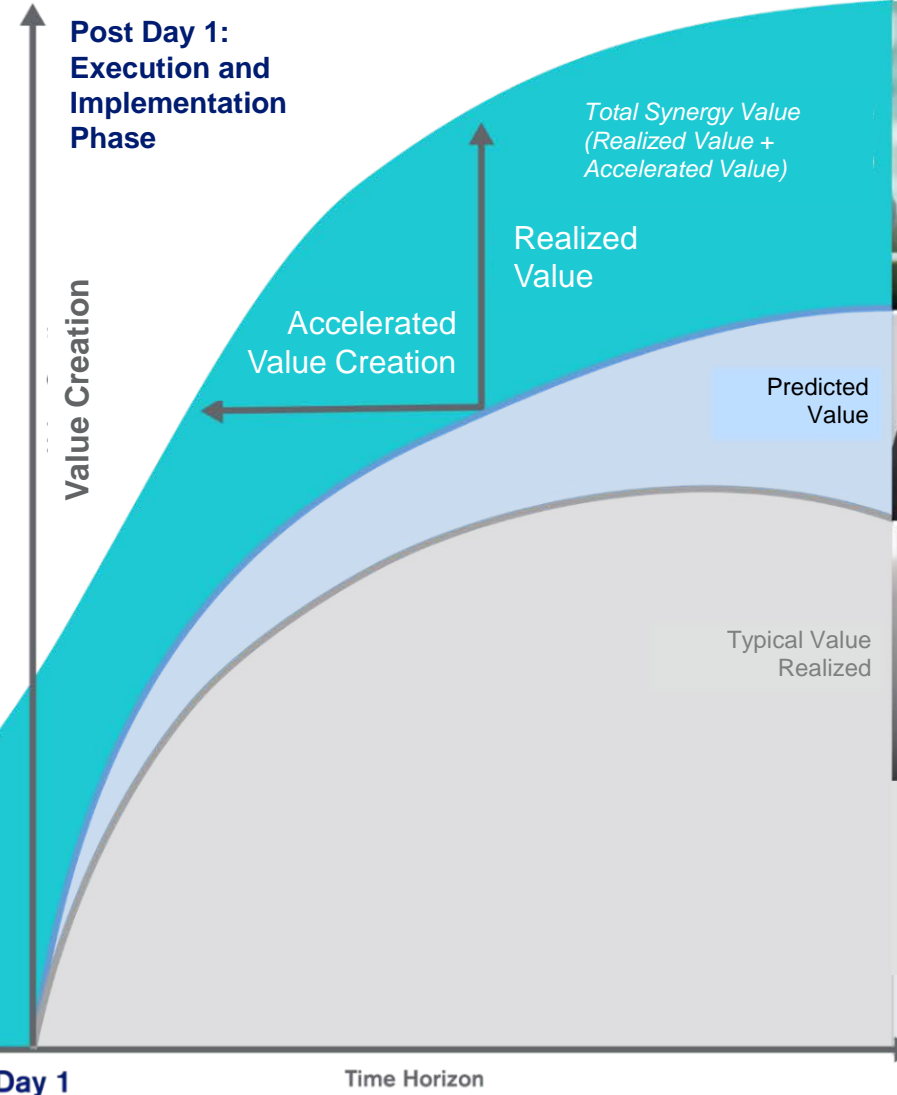 Post Day 1:
Execution and
Implementation
Phase
Total Synergy Value
(Realized Value +
Accelerated Value)
Realized
Value
Accelerated
Value Creation
Value Creation
Predicted
Value
Typical Value
Realized
Day 1
Time Horizon